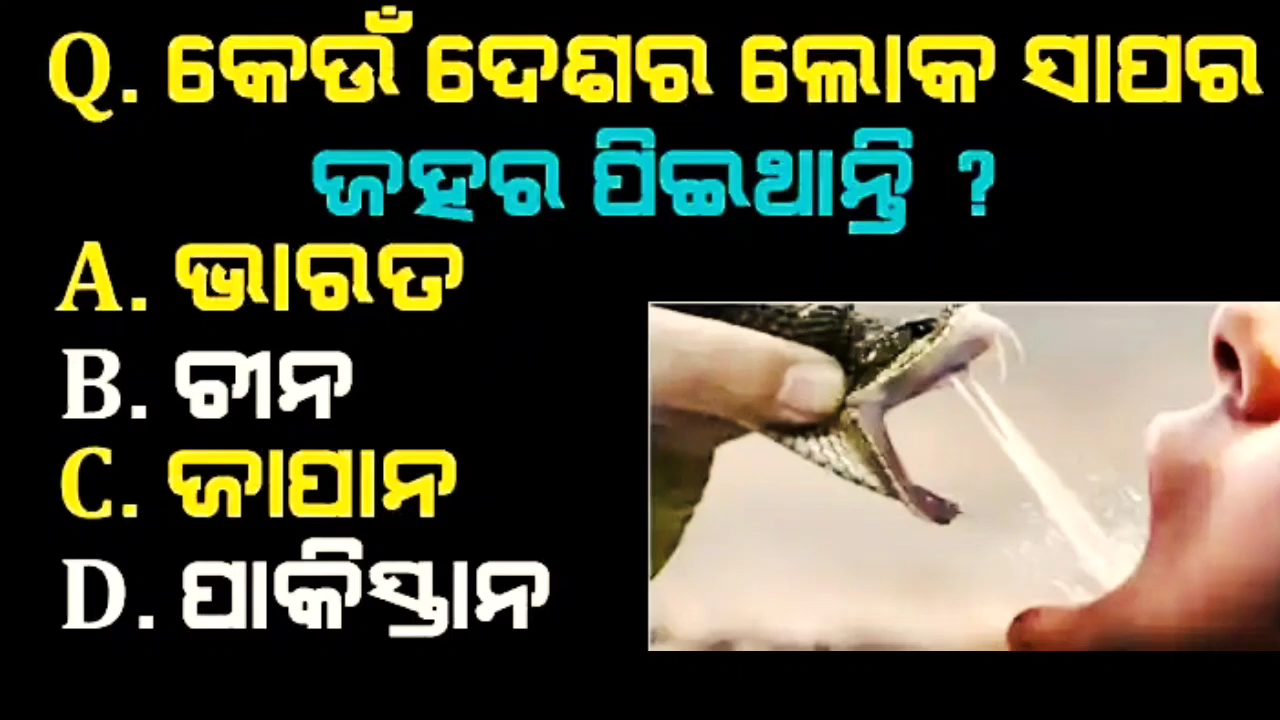 Q. କେଉଁ ଦେଶର ଲୋକ ସାପର
ଜହର ପିଇଥାନ୍ତି ?
A. ଭାରତ
B. ଚୀନ
C. ଜାପାନ
D. ପାକିସ୍ତାନ